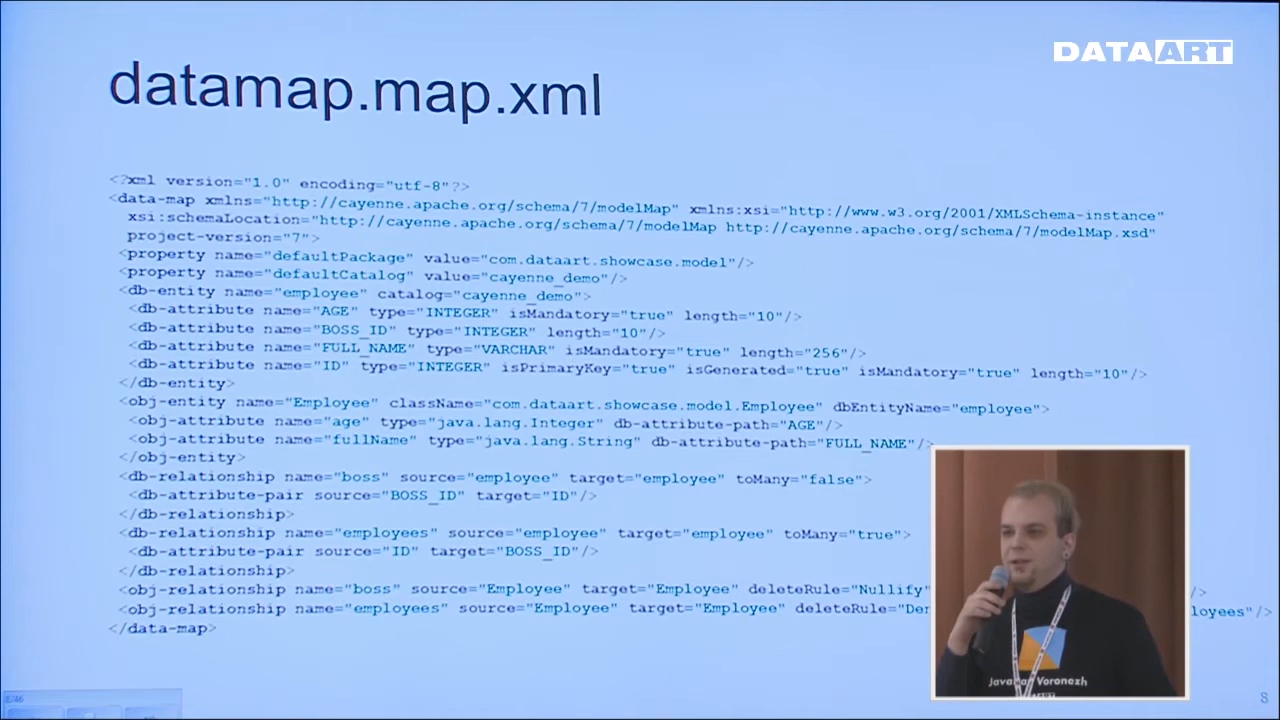 DATAART
datamap.map.xml
<?xml version="1.0" encoding="utf-8"?>
<data-map xmlns="http://cayenne.apache.org/schema/7/modelMap" xmlns:xsi="http://www.w3.org/2001/XMLSchema-instance"
xsi:schemaLocation="http://cayenne.apache.org/schema/7/modelMap http://cayenne.apache.org/schema/7/modelMap.xsd"
project-version="7">
<property name="defaultPackage" value="com.dataart.showcase.model"/>
<property name="defaultCatalog" value="cayenne_demo"/>
<db-entity name="employee" catalog="cayenne_demo">
<db-attribute name="AGE" type="INTEGER" isMandatory="true" length="10"/>
<db-attribute name="BOSS_ID" type="INTEGER" length="10"/>
<db-attribute name="FULL_NAME" type="VARCHAR" isMandatory="true" length="256"/>
<db-attribute name="ID" type="INTEGER" isPrimaryKey="true" isGenerated="true" isMandatory="true" length="10"/>
</db-entity>
<obj-entity name="Employee" className="com.dataart.showcase.model.Employee" dbEntityName="employee">
<obj-attribute name="age" type="java.lang.Integer" db-attribute-path="AGE"/>
<obj-attribute name="fullName" type="java.lang.String" db-attribute-path="FULL_NAME"/>
</obj-entity>
<db-relationship name="boss" source="employee" target="employee" toMany="false">
<db-attribute-pair source="BOSS_ID" target="ID"/>
</db-relationship>
<db-relationship name="employees" source="employee" target="employee" toMany="true">
<db-attribute-pair source="ID" target="BOSS_ID"/>
</db-relationship>
<obj-relationship name="boss" source="Employee" target="Employee" deleteRule="Nullify" />
<obj-relationship name="employees" source="Employee" target="Employee" deleteRule="Der loyees"/>
</data-map>
Voronezh
8/46
8